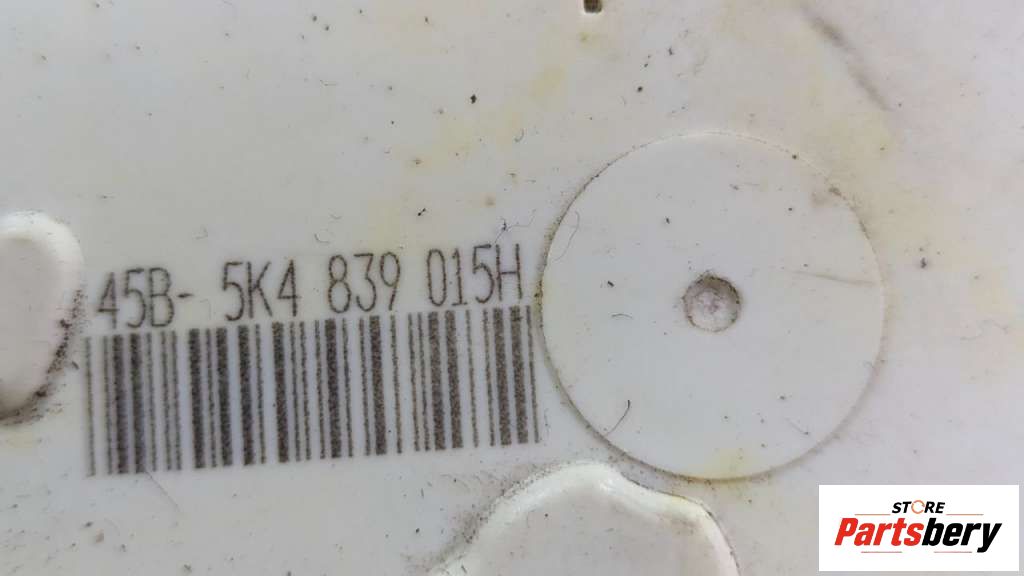 45B- 5K4 839 015H
STORE
Partsbery